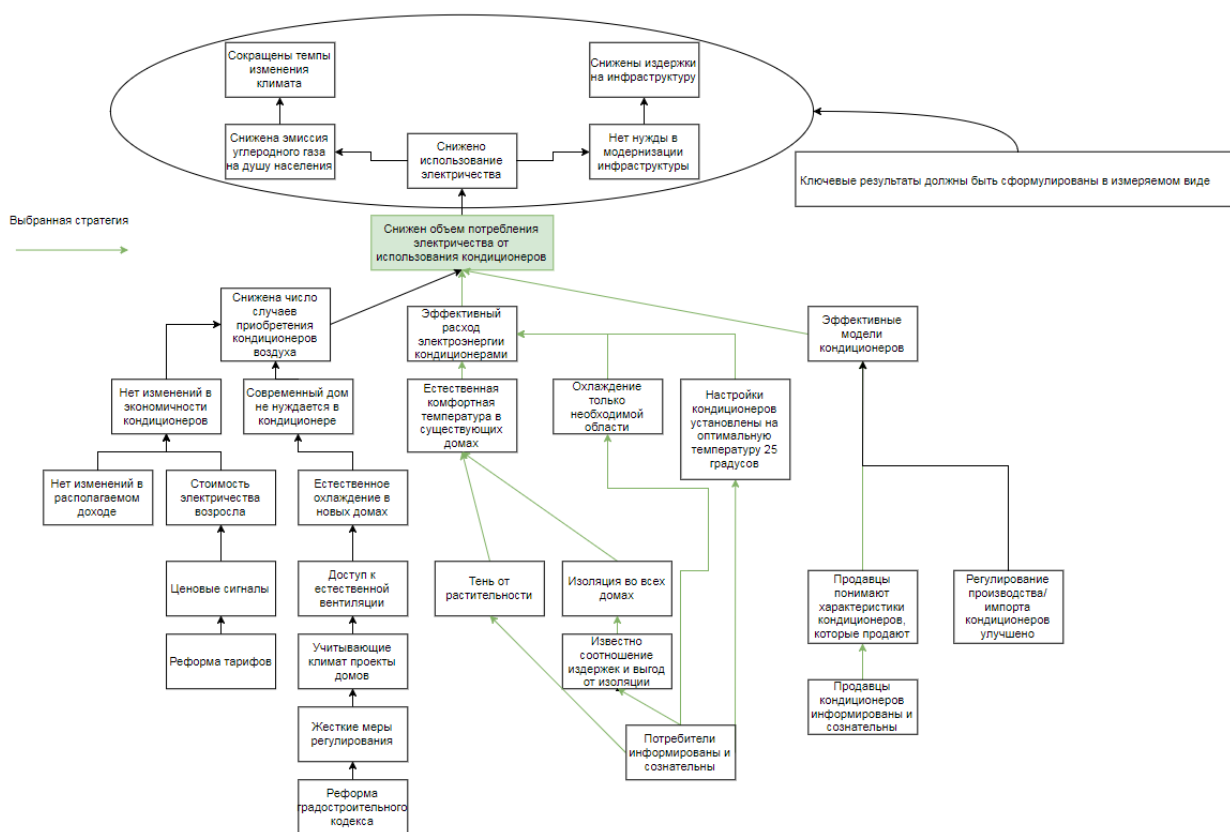 Сокращены темпы
изменения
климата
Снижены издержки
на инфраструктуру
Снижена эмиссия
углеродного газа
на душу населения
Снижено
использование
электричества
Нет нужды в
модернизации
инфраструктуры
Ключевые результаты должны быть сформулированы в измеряемом виде
Выбранная стратегия
Снижен объем потребления
электричества от
использования кондиционеров
Снижена число
случаев
приобретения
кондиционеров
воздуха
Эффективный
расход
электроэнергии
кондиционерами
Эффективные
модели
кондиционеров
Нет изменений в
экономичности
кондиционеров
Современный дом
не нуждается в
кондиционере
Естественная
комфортная
температура в
существующих
домах
Охлаждение
только
необходимой
области
Настройки
кондиционеров
установлены на
оптимальную
температуру 25
градусов
Нет изменений в
располагаемом
доходе
Стоимость
электричества
возросла
Естественное
охлаждение в
новых домах
Ценовые сигналы
Доступ к
естественной
вентиляции
Тень от
растительности
Изоляция во всех
домах
Продавцы
понимают
характеристики
кондиционеров,
которые продают
Регулирование
производства/
импорта
кондиционеров
улучшено
Реформа тарифов
Учитывающие
климат проекты
домов
Известно
соотношение
издержек и выгод
от изоляции
Продавцы
кондиционеров
информированы и
сознательны
Жесткие меры
регулирования
Потребители
информированы и
сознательны
Реформа
градостроительного
кодекса